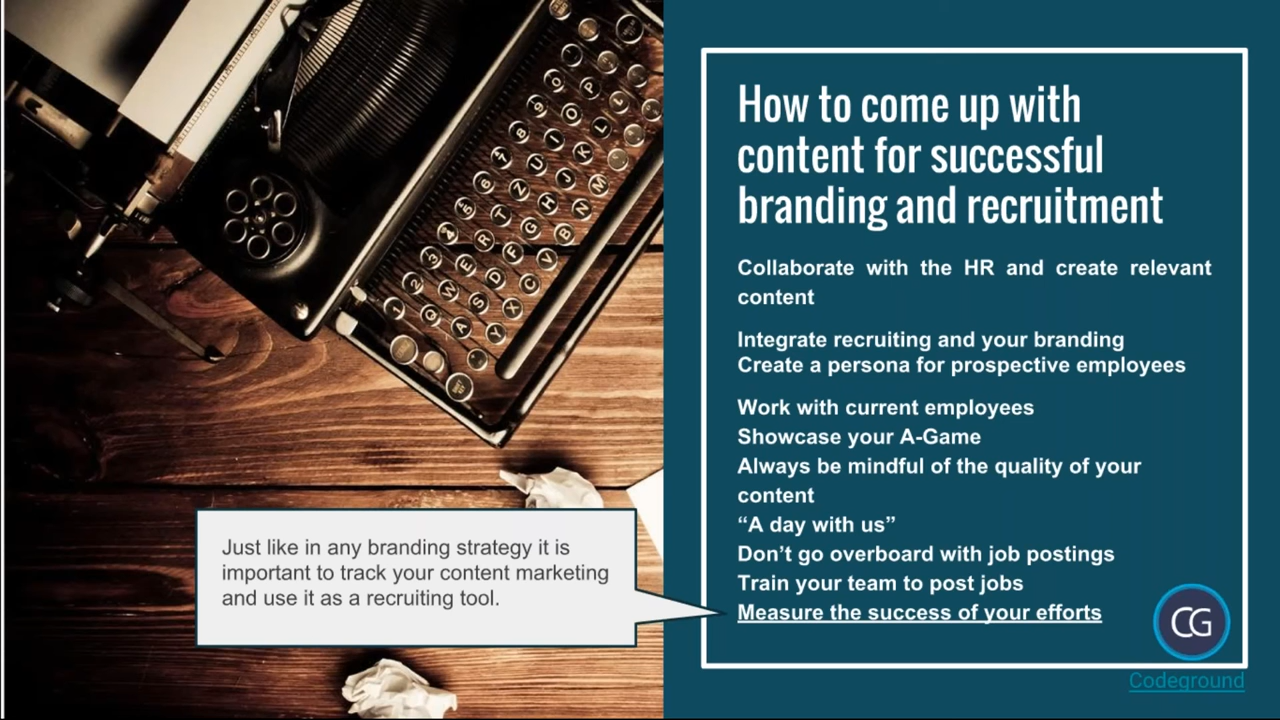 How to come up with
content for successful
branding and recruitment
Collaborate with the HR and create relevant
content
Integrate recruiting and your branding
Create a persona for prospective employees
Work with current employees
Showcase your A-Game
Always be mindful of the quality of your
content
“A day with us”
Don’t go overboard with job postings
Train your team to post jobs
Measure the success of your efforts
Just like in any branding strategy it is
important to track your content marketing
and use it as a recruiting tool.
CG
Codeground